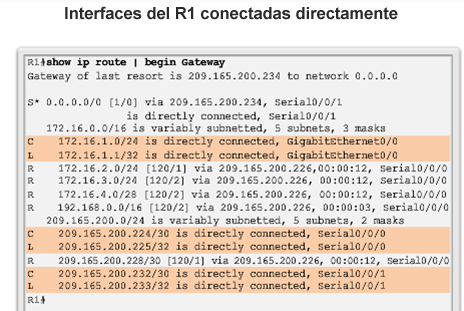 Interfaces del R1 conectadas directamente
R1#show ip route | begin Gateway
Gateway of last resort is 209.165.200.234 to network 0.0.0.0
S* 0.0.0.0/0 [1/0] via 209.165.200.234, Serial0/0/1
is directly connected, Serial0/0/1
172.16.0.0/16 is variably subnetted, 5 subnets, 3 masks
C 172.16.1.0/24 is directly connected, GigabitEthernet0/0
L 172.16.1.1/32 is directly connected, GigabitEthernet0/0
R 172.16.2.0/24 [120/1] via 209.165.200.226,00:00:12, Serial0/0/0
R 172.16.3.0/24 [120/2] via 209.165.200.226, 00:00:12, Serial0/0/0
R 172.16.4.0/28 [120/2] via 209.165.200.226, 00:00:12, Serial0/0/0
R 192.168.0.0/16 [120/2] via 209.165.200.226, 00:00:03, Serial0/0/0
209.165.200.0/24 is variably subnetted, 5 subnets, 2 masks
C 209.165.200.224/30 is directly connected, Serial0/0/0
L 209.165.200.225/32 is directly connected, Serial0/0/0
R 209.165.200.228/30 [120/1] via 209.165.200.226, 00:00:12, Serial0/0/0
C 209.165.200.232/30 is directly connected, Serial0/0/1
L 209.165.200.233/32 is directly connected, Serial0/0/1
R1#